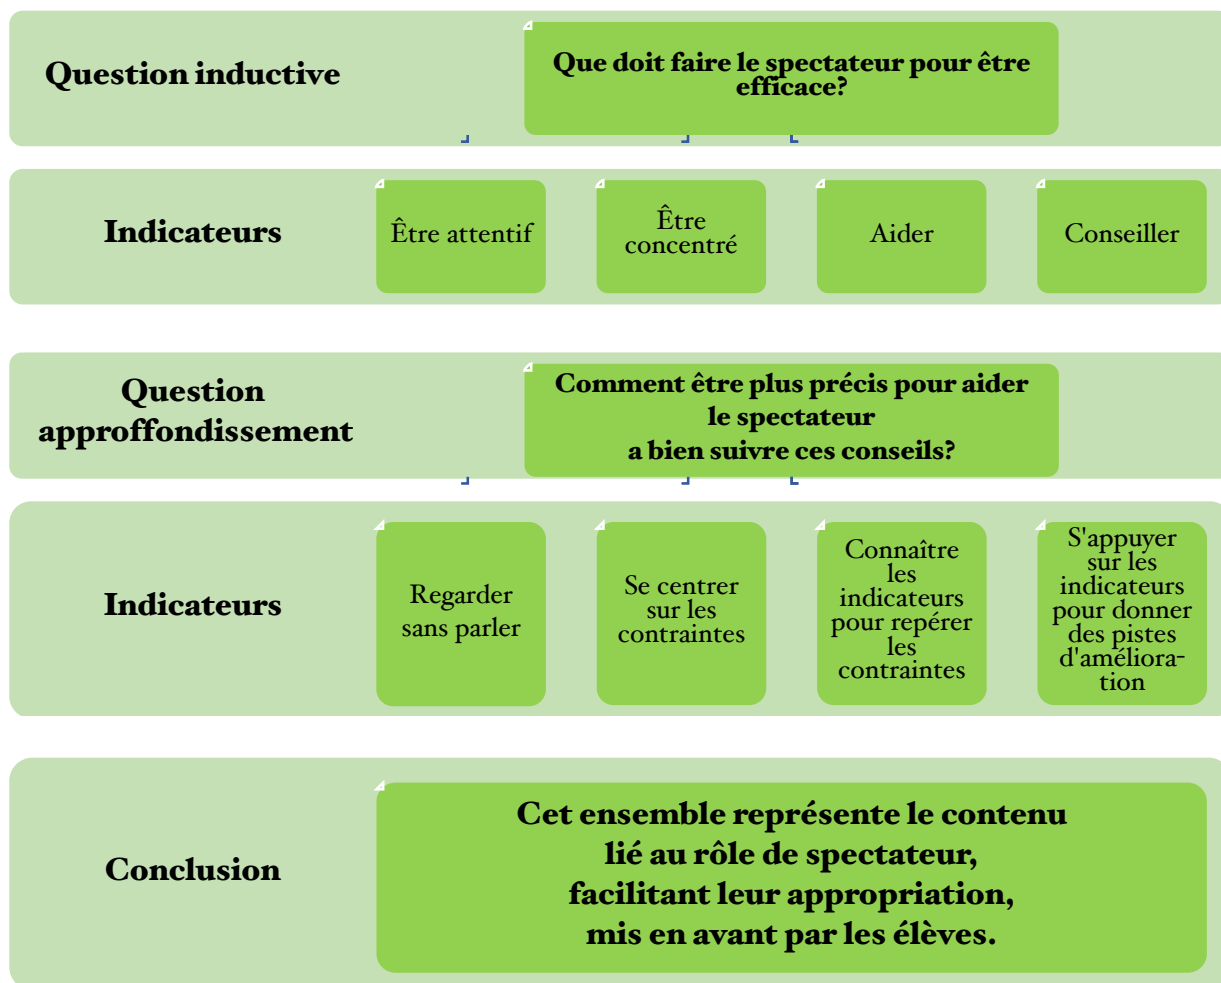 Question inductive
Que doit faire le spectateur pour être
efficace?
Indicateurs
Être attentif
Être
concentré
Aider
Conseiller
Question
approffondissement
Comment être plus précis pour aider
le spectateur
a bien suivre ces conseils?
Indicateurs
Regarder
sans parler
Se centrer
sur les
contraintes
Connaître
les
indicateurs
pour repérer
les
contraintes
S'appuyer
sur les
indicateurs
pour donner
des pistes
d'améliora-
tion
Conclusion
Cet ensemble représente le contenu
lié au rôle de spectateur,
facilitant leur appropriation,
mis en avant par les élèves.